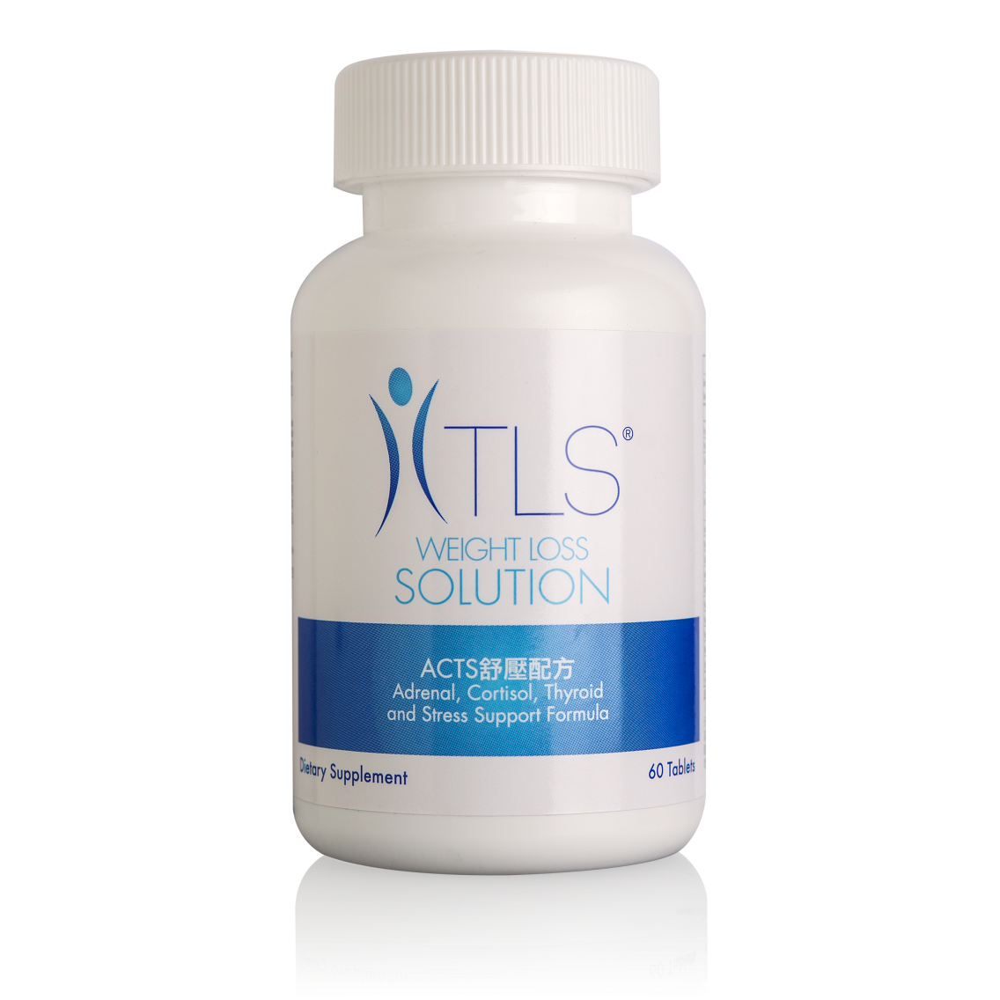 TLS®
WEIGHT LOSS
SOLUTION
ACTS舒壓配方
Adrenal, Cortisol, Thyroid
and Stress Support Formula
Dietary Supplement
60 Tablets